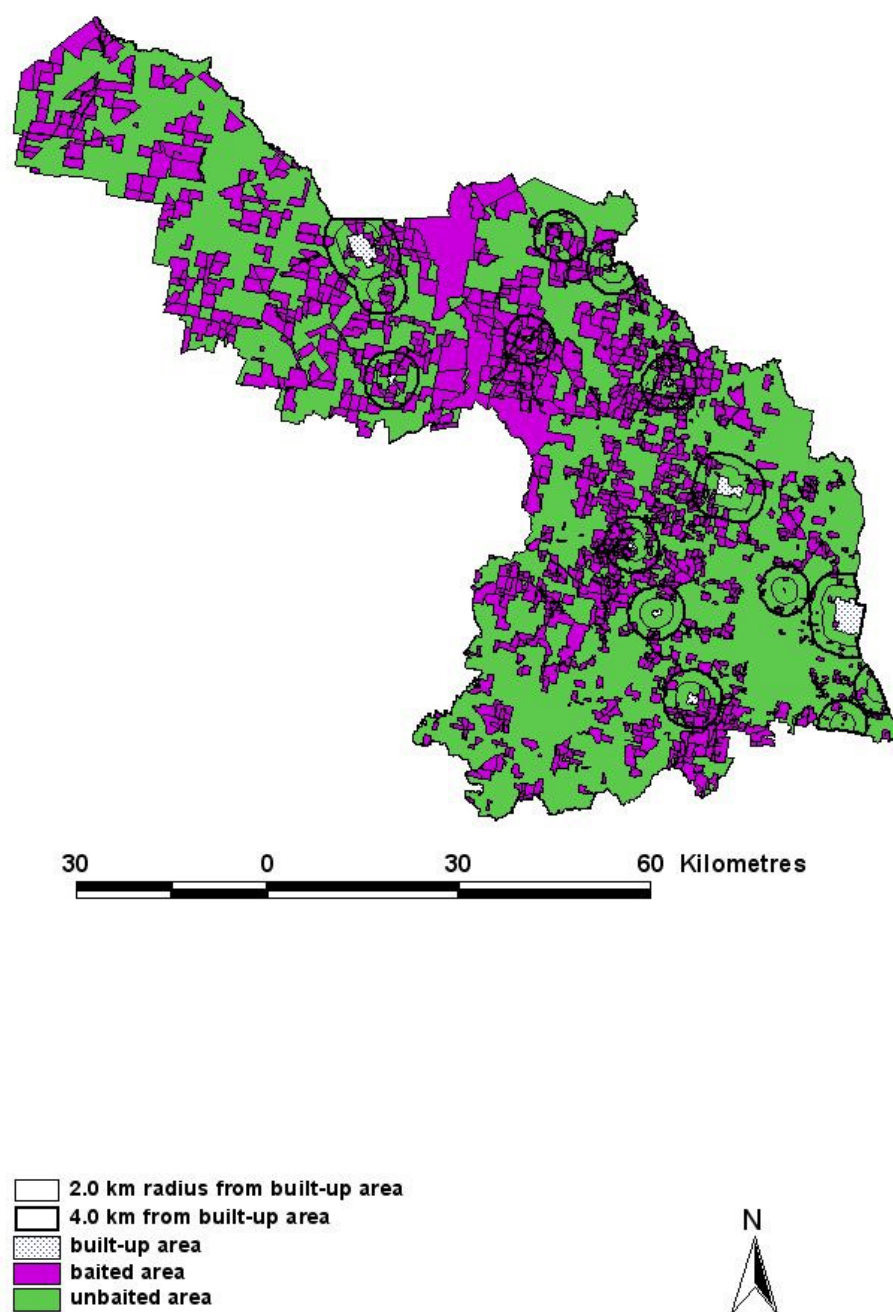 30 0 30 60 Kilometres
2.0 km radius from built-up area
4.0 km from built-up area
built-up area
baited area
unbaited area
N